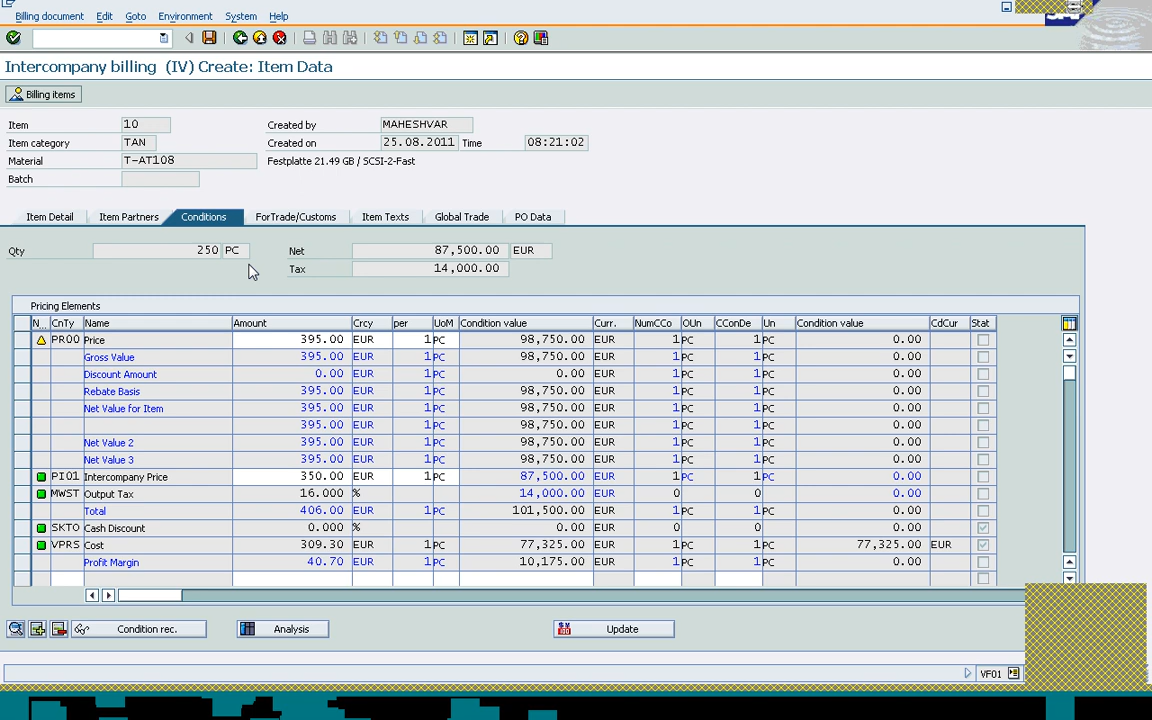 Billing document Edit Goto Environment System Help
Intercompany billing (IV) Create: Item Data
Billing items
Item 10 Created by MAHESHVAR
Item category TAN Created on 25.08.2011 Time 08:21:02
Material T-AT108 Festplatte 21.49 GB / SCSI-2-Fast
Batch
Item Detail Item Partners Conditions ForTrade/Customs Item Texts Global Trade PO Data
Qty 250 PC Net 87,500.00 EUR
Tax 14,000.00
Pricing Elements
N... CnTy Name Amount Crcy per UoM Condition value Curr. NumCCo OUn CConDe Un Condition value CdCur Stat
PR00 Price 395.00 EUR 1 PC 98,750.00 EUR 1 PC 1 PC 0.00
Gross Value 395.00 EUR 1 PC 98,750.00 EUR 1 PC 1 PC 0.00
Discount Amount 0.00 EUR 1 PC 0.00 EUR 1 PC 1 PC 0.00
Rebate Basis 395.00 EUR 1 PC 98,750.00 EUR 1 PC 1 PC 0.00
Net Value for Item 395.00 EUR 1 PC 98,750.00 EUR 1 PC 1 PC 0.00
395.00 EUR 1 PC 98,750.00 EUR 1 PC 1 PC 0.00
Net Value 2 395.00 EUR 1 PC 98,750.00 EUR 1 PC 1 PC 0.00
Net Value 3 395.00 EUR 1 PC 98,750.00 EUR 1 PC 1 PC 0.00
PI01 Intercompany Price 350.00 EUR 1 PC 87,500.00 EUR 1 PC 1 PC 0.00
MWST Output Tax 16.000 % 14,000.00 EUR 0 0 0.00
Total 406.00 EUR 1 PC 101,500.00 EUR 1 PC 1 PC 0.00
SKTO Cash Discount 0.000 % 0.00 EUR 0 0 0.00
VPRS Cost 309.30 EUR 1 PC 77,325.00 EUR 1 PC 1 PC 77,325.00 EUR
Profit Margin 40.70 EUR 1 PC 10,175.00 EUR 1 PC 1 PC 0.00
Condition rec. Analysis Update
VF01